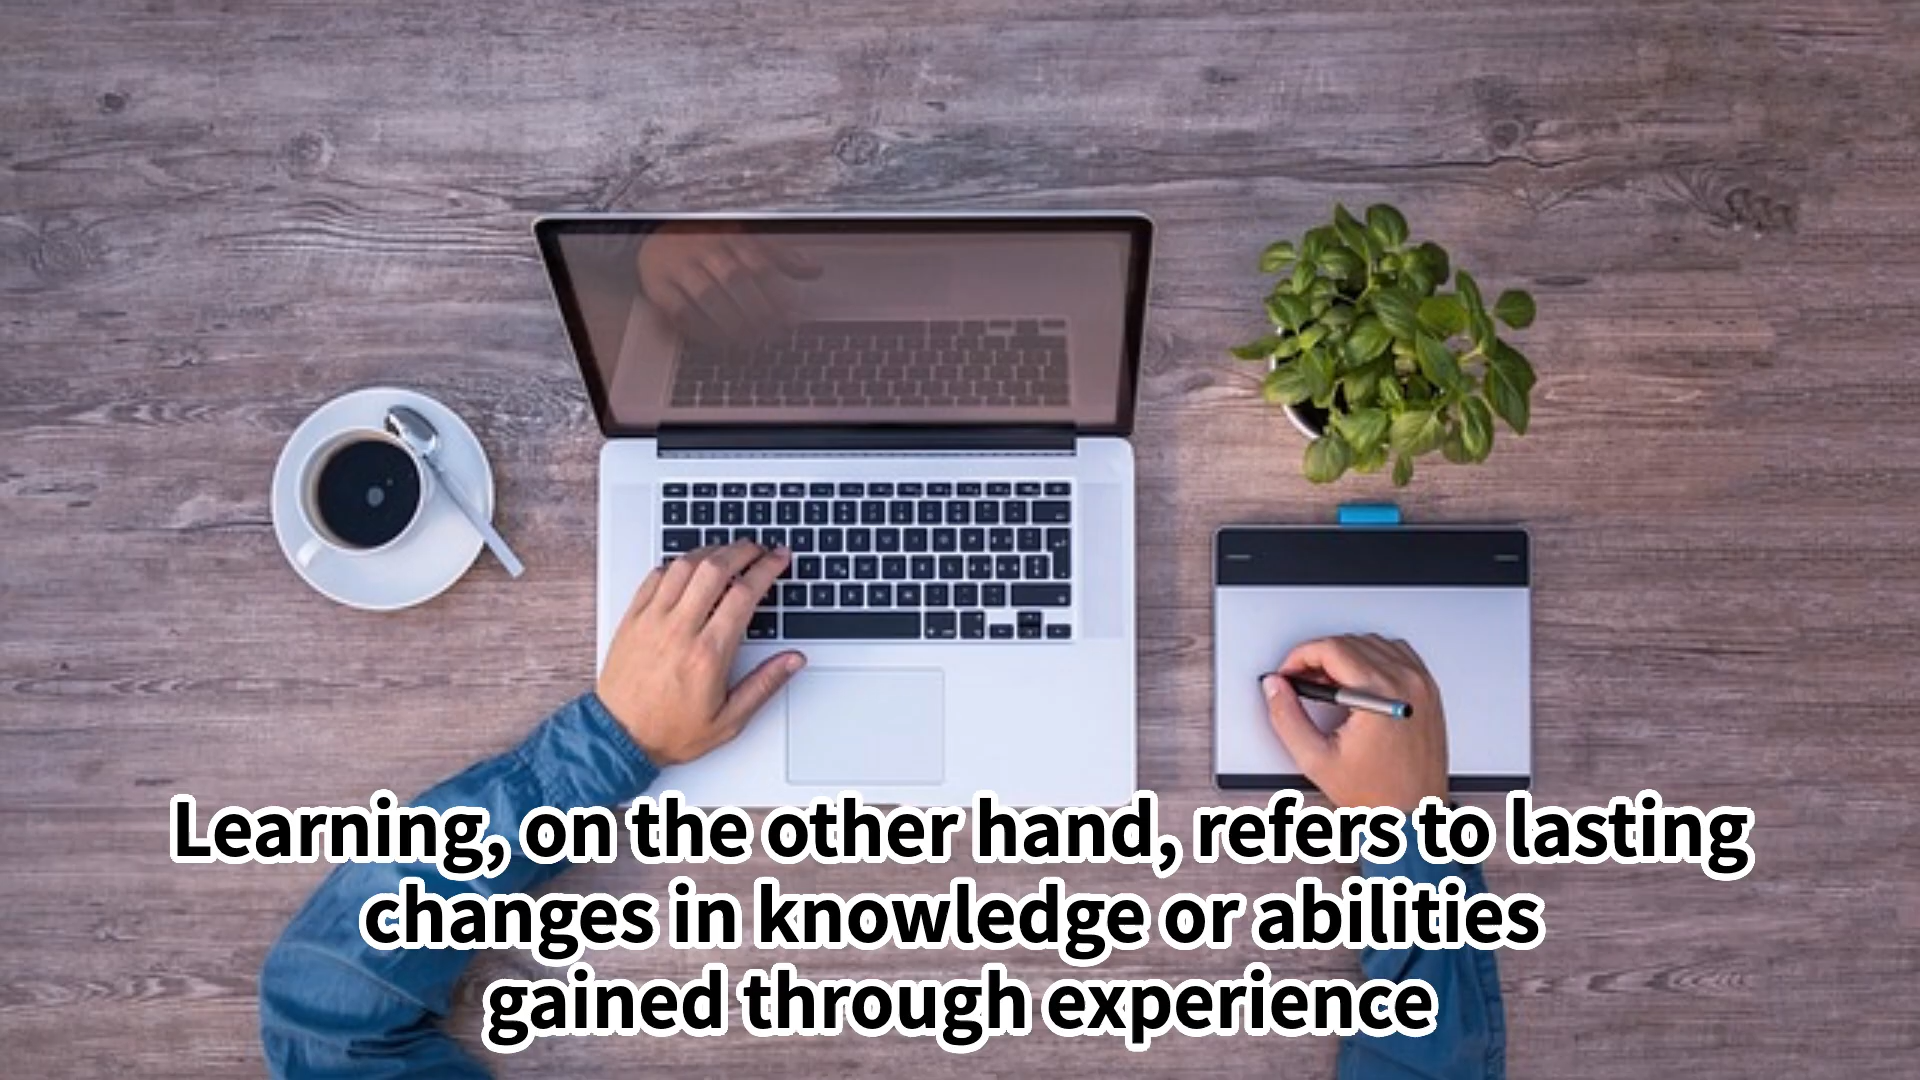 Learning, on the other hand, refers to lasting
changes in knowledge or abilities
gained through experience